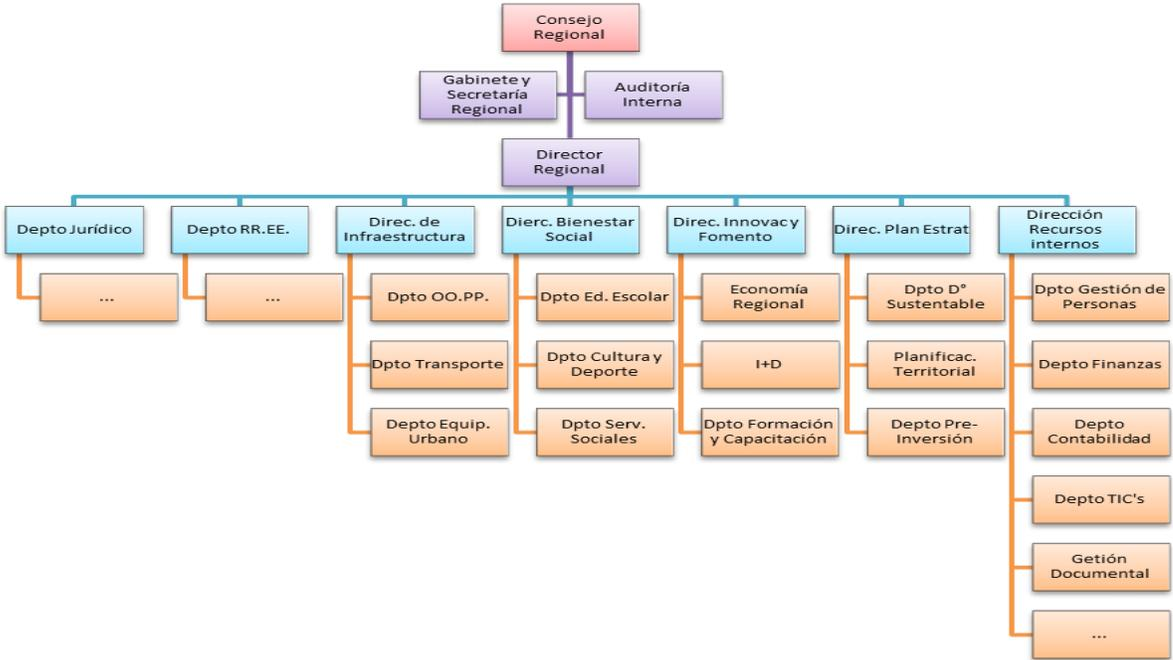 Consejo
Regional
Gabinete y
Secretaría
Regional
Auditoría
Interna
Director
Regional
Depto Jurídico
Depto RR.EE.
Direc. de
Infraestructura
Dierc. Bienestar
Social
Direc. Innovac y
Fomento
Direc. Plan Estrat
Dirección
Recursos
internos
...
...
Dpto OO.PP.
Dpto Transporte
Depto Equip.
Urbano
Dpto Ed. Escolar
Dpto Cultura y
Deporte
Dpto Serv.
Sociales
Economía
Regional
I+D
Dpto Formación
y Capacitación
Dpto D°
Sustentable
Planificac.
Territorial
Depto Pre-
Inversión
Dpto Gestión de
Personas
Depto Finanzas
Depto
Contabilidad
Depto TIC's
Getión
Documental
...